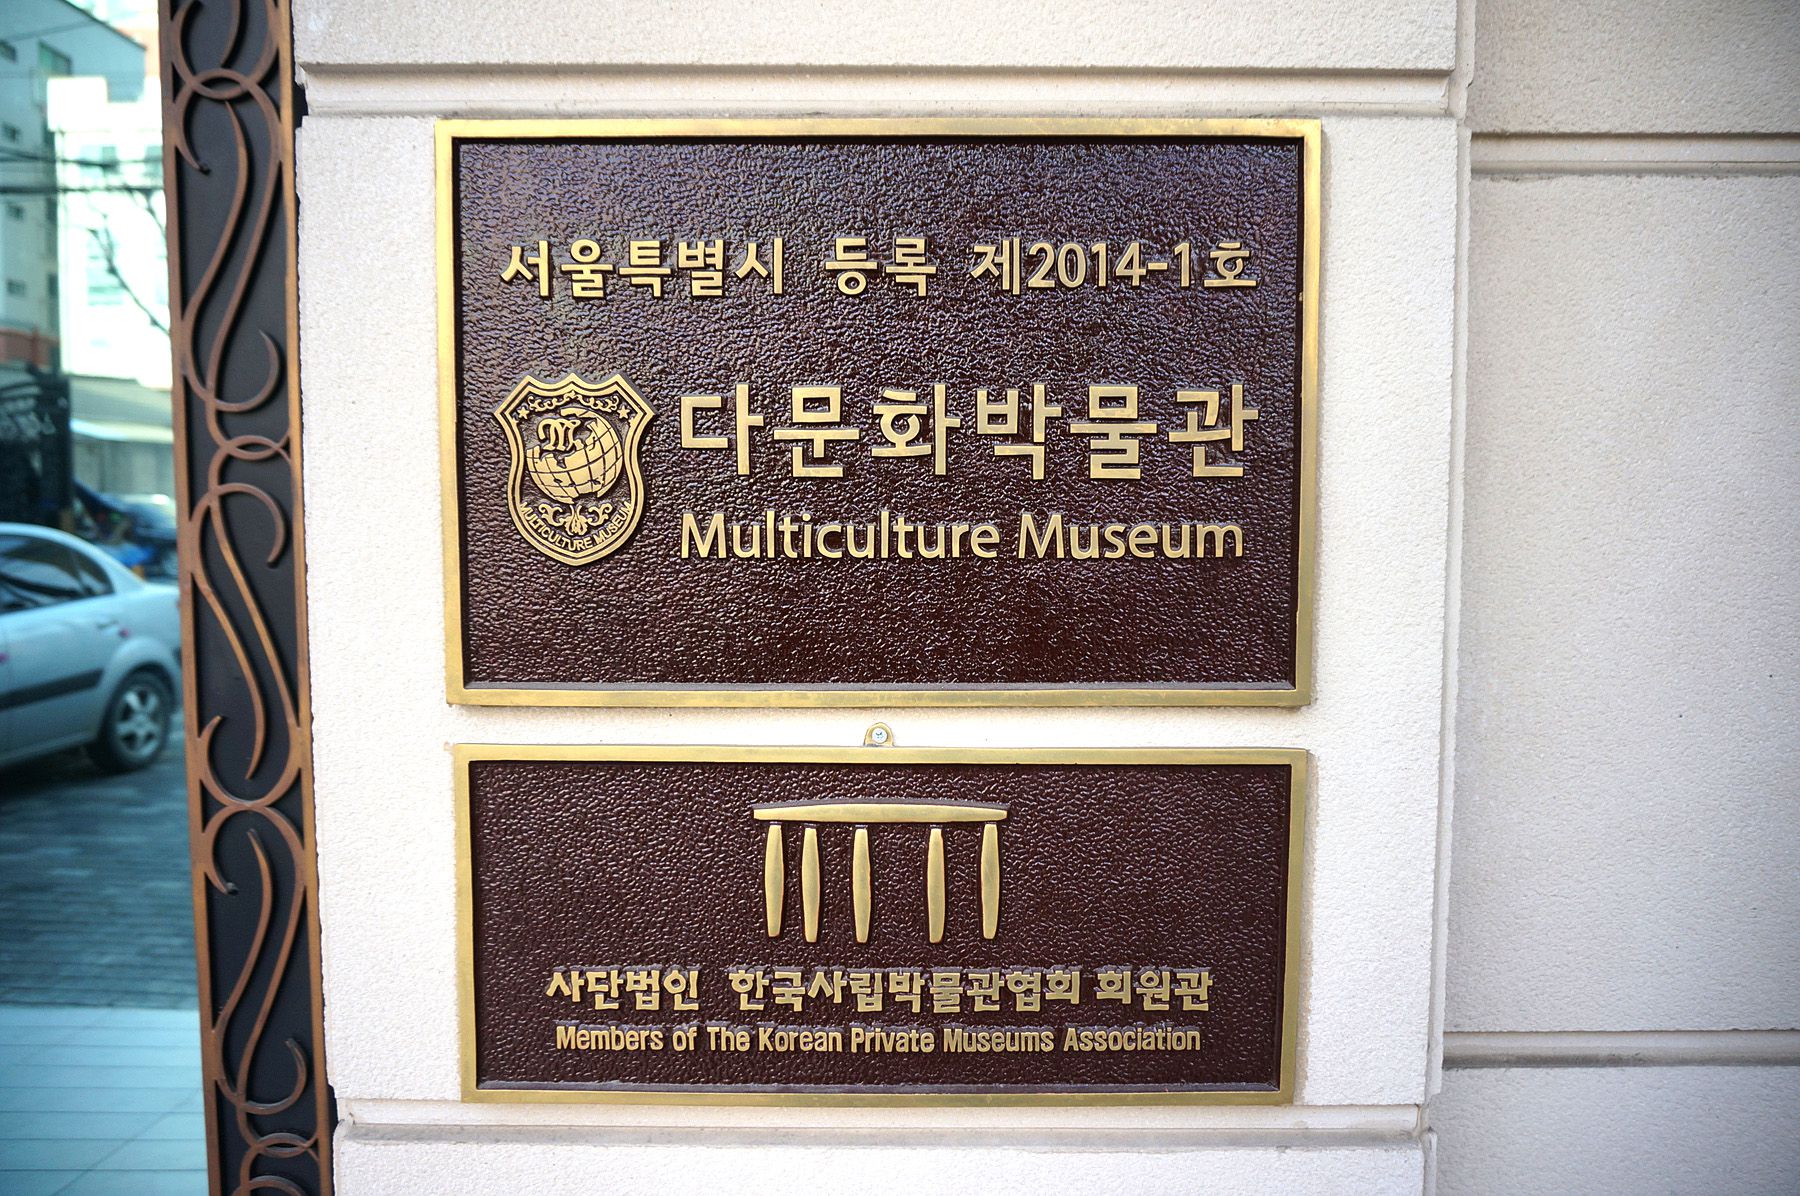 서울특별시 등록 제2014-1호
다문화박물관
M
MULTICULTURE MUSEUM
Multiculture Museum
사단법인 한국사립박물관협회 회원관
Members of The Korean Private Museums Association